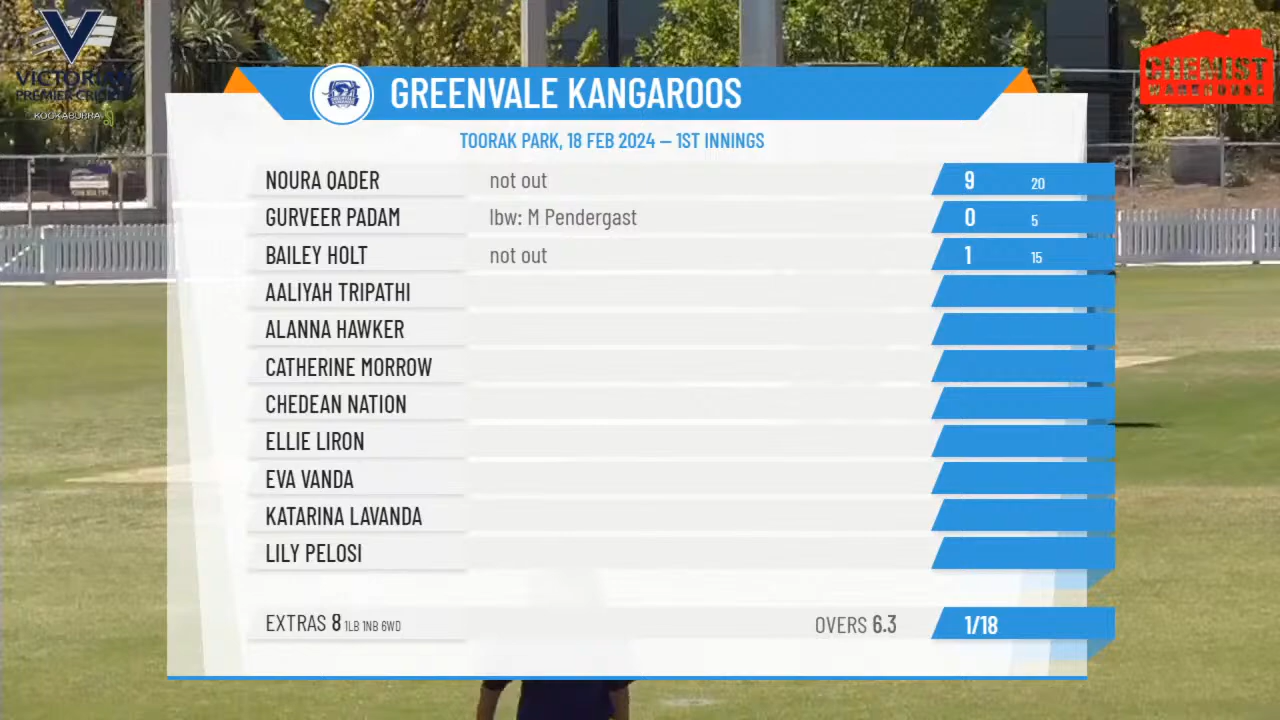 VICTORIAN
PREMIER CRICKET
KOOKABURRA
CHEMIST
WAREHOUSE
GREENVALE KANGAROOS
TOORAK PARK, 18 FEB 2024 – 1ST INNINGS
NOURA QADER not out 9 20
GURVEER PADAM lbw: M Pendergast 0 5
BAILEY HOLT not out 1 15
AALIYAH TRIPATHI
ALANNA HAWKER
CATHERINE MORROW
CHEDEAN NATION
ELLIE LIRON
EVA VANDA
KATARINA LAVANDA
LILY PELOSI
EXTRAS 8 1LB 1NB 6WD OVERS 6.3 1/18